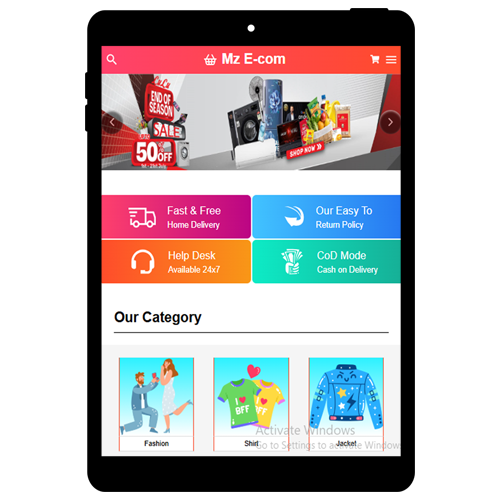 Mz E-com
END OF
SEASON
SALE
50% OFF
SHOP NOW
Fast & Free
Home Delivery
Our Easy To
Return Policy
Help Desk
Available 24x7
CoD Mode
Cash on Delivery
Our Category
BFF
Fashion
Shirt
Jacket
Activate Windows
Go to Settings to activate Windows